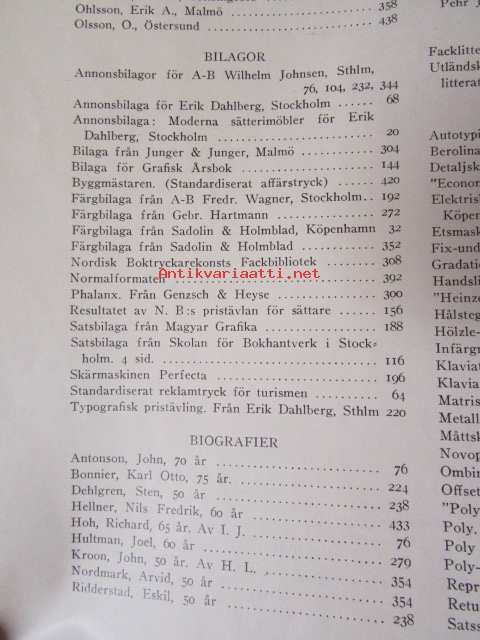 Ohlsson, Erik A., Malmö ........ 358
Olsson, O., Östersund ........ 438
BILAGOR
Annonsbilagor för A-B Wilhelm Johnsen, Sthlm,
76, 104, 232, 344
Annonsbilaga för Erik Dahlberg, Stockholm ...... 68
Annonsbilaga: Moderna sätterimöbler för Erik
Dahlberg, Stockholm ........ 20
Bilaga från Junger & Junger, Malmö ........ 304
Bilaga för Grafisk Årsbok ........ 144
Byggmästaren. (Standardiserat affärstryck) ...... 420
Färgbilaga från A-B Fredr. Wagner, Stockholm.. 192
Färgbilaga från Gebr. Hartmann ........ 272
Färgbilaga från Sadolin & Holmblad, Köpenhamn 32
Färgbilaga från Sadolin & Holmblad ........ 352
Nordisk Boktryckarekonsts Fackbibliotek ...... 308
Normalformaten ........ 392
Antikvariaatti.net
Phalanx. Från Genzsch & Heyse ........ 300
Resultatet av N. B:s pristävlan för sättare ...... 156
Satsbilaga från Magyar Grafika ........ 188
Satsbilaga från Skolan för Bokhantverk i Stock-
holm. 4 sid. ........ 116
Skärmaskinen Perfecta ........ 196
Standardiserat reklamtryck för turismen ...... 64
Typografisk pristävling. Från Erik Dahlberg, Sthlm 220
BIOGRAFIER
Antonson, John, 70 år ........ 76
Bonnier, Karl Otto, 75 år. ........ 224
Dehlgren, Sten, 50 år ........ 238
Hellner, Nils Fredrik, 60 år ........ 433
Hoh, Richard, 65 år. Av I. J. ........ 76
Hultman, Joel, 60 år ........ 279
Kroon, John, 50 år. Av H. L. ........ 354
Nordmark, Arvid, 50 år ........ 354
Ridderstad, Eskil, 50 år ........ 238
Pehr
Facklitte
Utländsk
litterat
Autotypi
Berolina
Detaljsk
"Econom
Elektrisl
Köpen
Etsmask
Fix-und
Gradatio
Handsli
"Heinze
Hålsteg
Hölzle-
Infärgr
Klaviat
Klavia
Matris
Metall
Måttsk
Novop
Ombin
Offset
"Poly
Poly.
Poly
Poly-
Repr
Retu
Satss